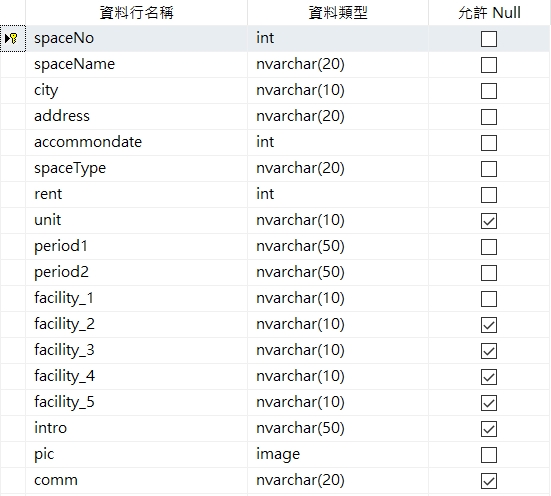 資料行名稱 資料類型 允許 Null
spaceNo int
spaceName nvarchar(20)
city nvarchar(10)
address nvarchar(20)
accommondate int
spaceType nvarchar(20)
rent int
unit nvarchar(10)
period1 nvarchar(50)
period2 nvarchar(50)
facility_1 nvarchar(10)
facility_2 nvarchar(10)
facility_3 nvarchar(10)
facility_4 nvarchar(10)
facility_5 nvarchar(10)
intro nvarchar(50)
pic image
comm nvarchar(20)